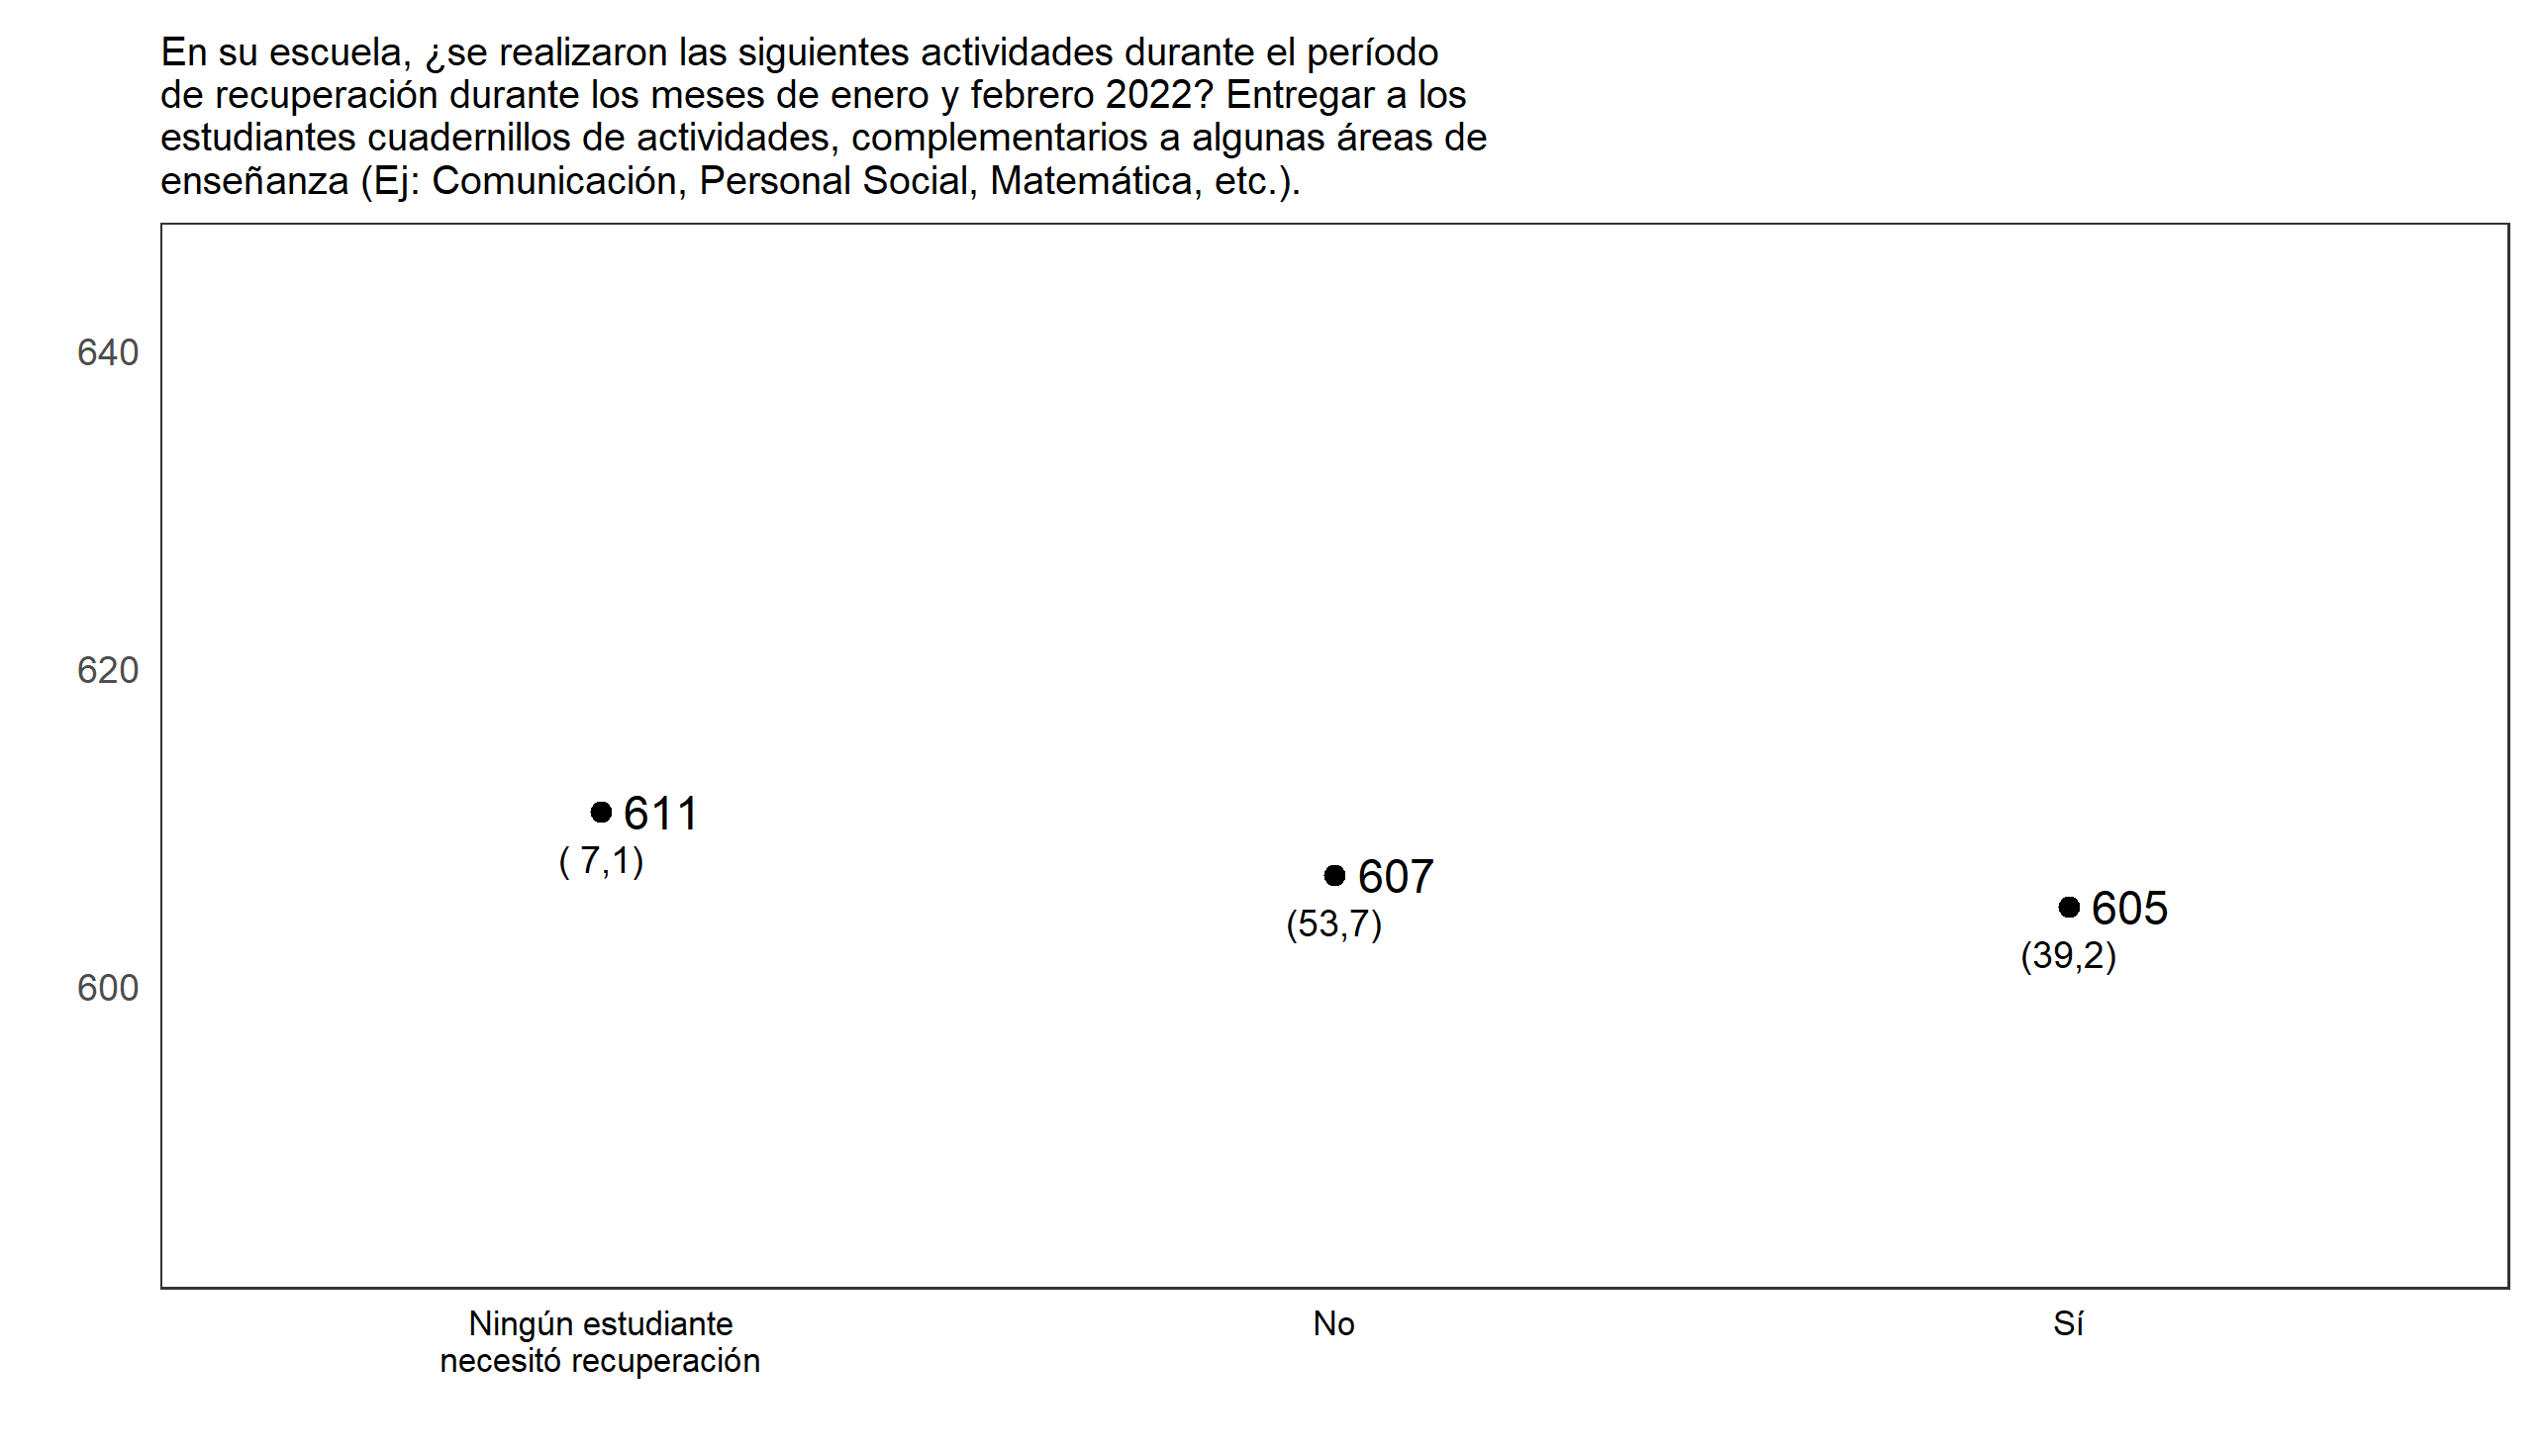 En su escuela, ¿se realizaron las siguientes actividades durante el período
de recuperación durante los meses de enero y febrero 2022? Entregar a los
estudiantes cuadernillos de actividades, complementarios a algunas áreas de
enseñanza (Ej: Comunicación, Personal Social, Matemática, etc.).
640
620
600
611
( 7,1)
607
(53,7)
605
(39,2)
Ningún estudiante
necesitó recuperación
No
Sí